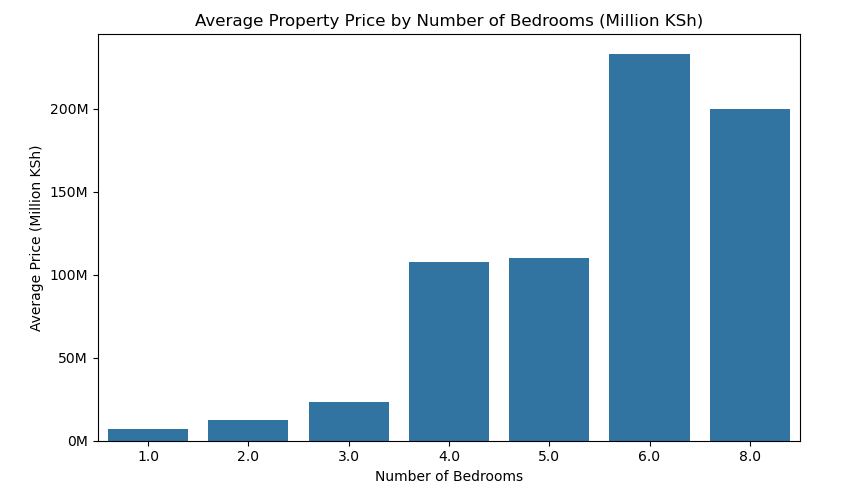 Average Property Price by Number of Bedrooms (Million KSh)
Average Price (Million KSh)
200M
150M
100M
50M
0M
1.0 2.0 3.0 4.0 5.0 6.0 8.0
Number of Bedrooms